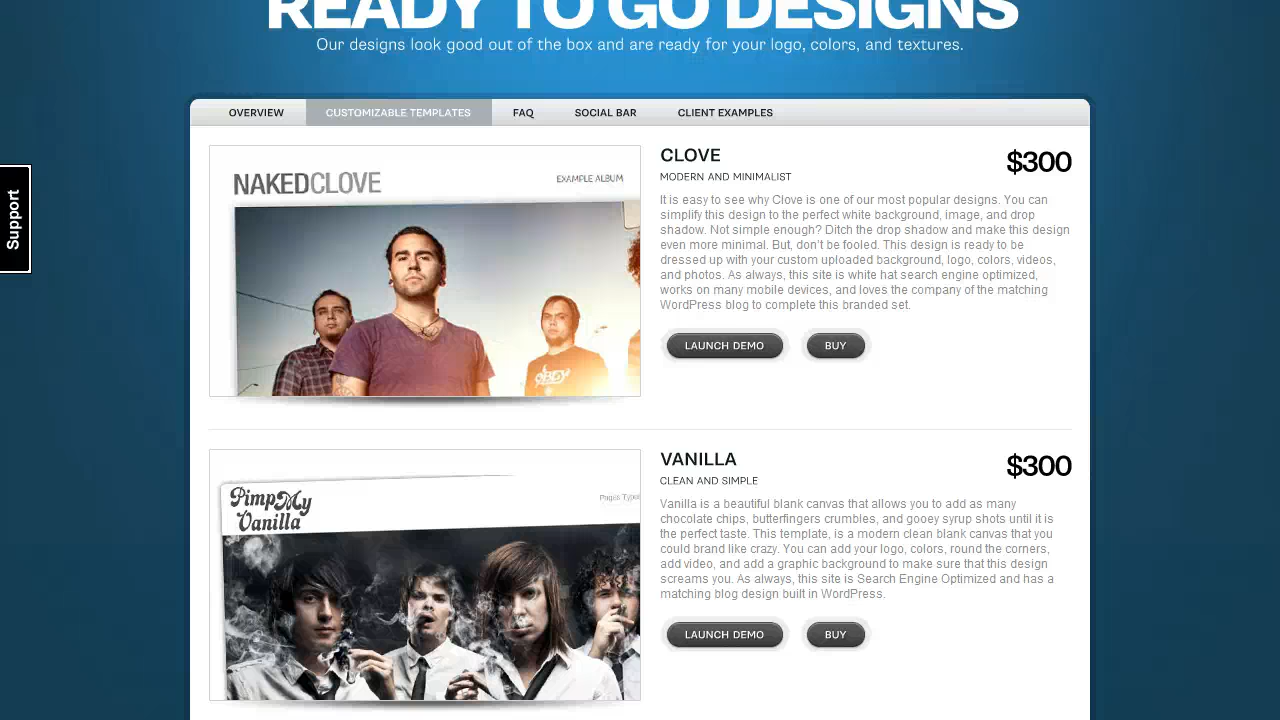 READY TO GO DESIGNS
Our designs look good out of the box and are ready for your logo, colors, and textures.
OVERVIEW
CUSTOMIZABLE TEMPLATES
FAQ
SOCIAL BAR
CLIENT EXAMPLES
Support
NAKEDCLOVE
EXAMPLE ALBUM
OBEY
CLOVE
$300
MODERN AND MINIMALIST
It is easy to see why Clove is one of our most popular designs. You can
simplify this design to the perfect white background, image, and drop
shadow. Not simple enough? Ditch the drop shadow and make this design
even more minimal. But, don't be fooled. This design is ready to be
dressed up with your custom uploaded background, logo, colors, videos,
and photos. As always, this site is white hat search engine optimized,
works on many mobile devices, and loves the company of the matching
WordPress blog to complete this branded set.
LAUNCH DEMO
BUY
Pimp My
Vanilla
Pages
VANILLA
$300
CLEAN AND SIMPLE
Vanilla is a beautiful blank canvas that allows you to add as many
chocolate chips, butterfingers crumbles, and gooey syrup shots until it is
the perfect taste. This template, is a modern clean blank canvas that you
could brand like crazy. You can add your logo, colors, round the corners,
add video, and add a graphic background to make sure that this design
screams you. As always, this site is Search Engine Optimized and has a
matching blog design built in WordPress.
LAUNCH DEMO
BUY